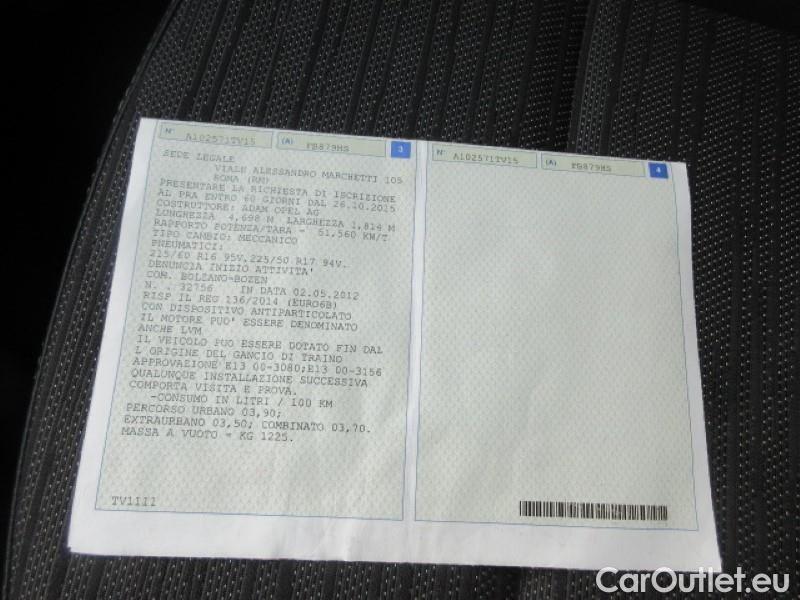 N° A102571TV15 (A) FB879HS 3
SEDE LEGALE
VIALE ALESSANDRO MARCHETTI 105
ROMA (RM)
PRESENTARE LA RICHIESTA DI ISCRIZIONE
AL PRA ENTRO 60 GIORNI DAL 26.10.2015
COSTRUTTORE: ADAM OPEL AG
LUNGHEZZA 4,698 M LARGHEZZA 1,814 M
RAPPORTO POTENZA/TARA = 51,560 KW/T
TIPO CAMBIO: MECCANICO
PNEUMATICI:
215/60 R16 95V.225/50 R17 94V.
DENUNCIA INIZIO ATTIVITA'
COM. BOLZANO-BOZEN
N. . 32756 IN DATA 02.05.2012
RISP IL REG 136/2014 (EURO6B)
CON DISPOSITIVO ANTIPARTICOLATO
IL MOTORE PUO' ESSERE DENOMINATO
ANCHE LVM
IL VEICOLO PUO ESSERE DOTATO FIN DAL
L ORIGINE DEL GANCIO DI TRAINO
APPROVAZIONE E13 00-3080;E13 00-3156
QUALUNQUE INSTALLAZIONE SUCCESSIVA
COMPORTA VISITA E PROVA.
-CONSUMO IN LITRI / 100 KM
PERCORSO URBANO 03,90;
EXTRAURBANO 03,50; COMBINATO 03,70.
MASSA A VUOTO = KG 1225.
TV1112
N° A102571TV15 (A) FB879HS 4
CarOutlet.eu